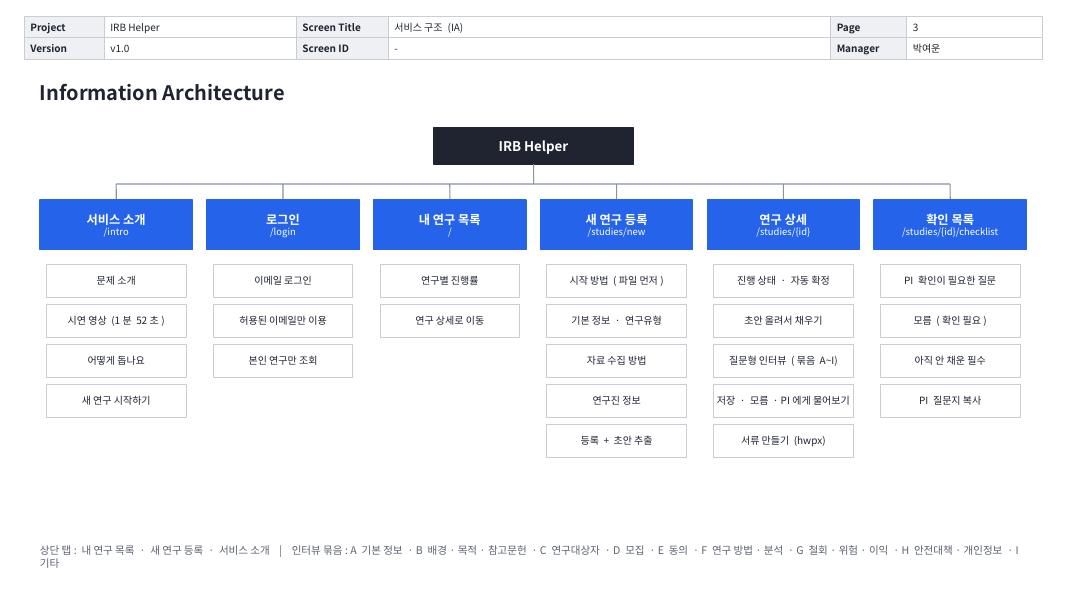 Project IRB Helper Screen Title 서비스 구조 (IA) Page 3
Version v1.0 Screen ID - Manager 박여운
Information Architecture
IRB Helper
서비스 소개
/intro
로그인
/login
내 연구 목록
/
새 연구 등록
/studies/new
연구 상세
/studies/{id}
확인 목록
/studies/{id}/checklist
문제 소개
시연 영상 (1 분 52 초 )
어떻게 돕나요
새 연구 시작하기
이메일 로그인
허용된 이메일만 이용
본인 연구만 조회
연구별 진행률
연구 상세로 이동
시작 방법 ( 파일 먼저 )
기본 정보 · 연구유형
자료 수집 방법
연구진 정보
등록 + 초안 추출
진행 상태 · 자동 확정
초안 올려서 채우기
질문형 인터뷰 ( 묶음 A~I)
저장 · 모름 · PI 에게 물어보기
서류 만들기 (hwpx)
PI 확인이 필요한 질문
모름 ( 확인 필요 )
아직 안 채운 필수
PI 질문지 복사
상단 탭 : 내 연구 목록 · 새 연구 등록 · 서비스 소개 | 인터뷰 묶음 : A 기본 정보 · B 배경 · 목적 · 참고문헌 · C 연구대상자 · D 모집 · E 동의 · F 연구 방법 · 분석 · G 철회 · 위험 · 이익 · H 안전대책 · 개인정보 · I
기타